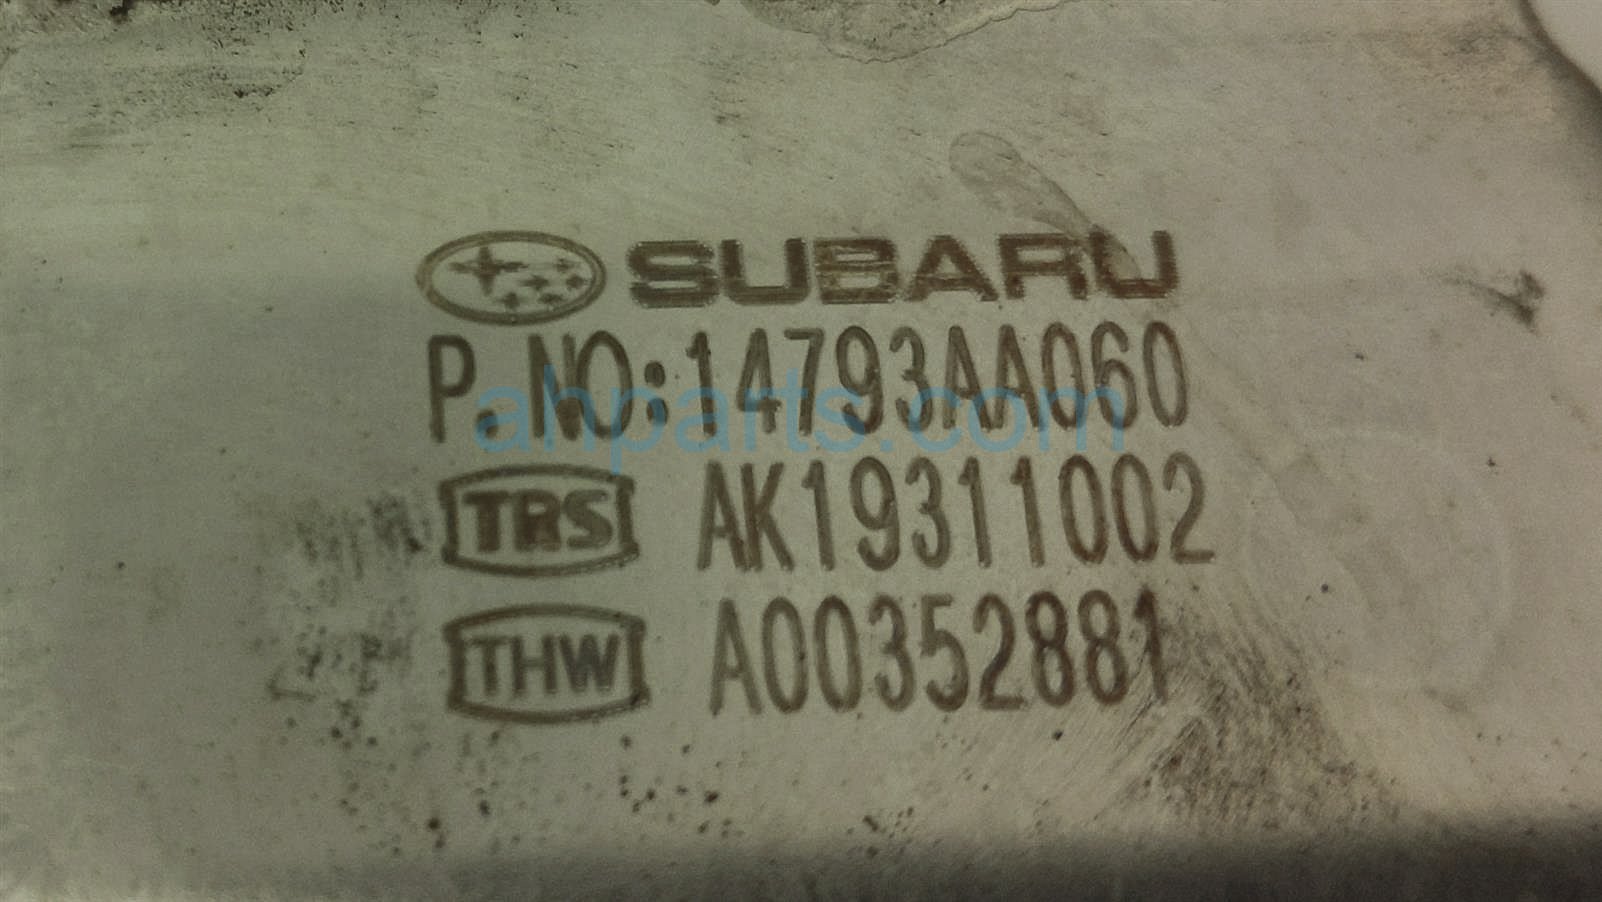 SUBARU
P.NO:14793AA060
ahparts.com
TRS AK19311002
THW A00352881